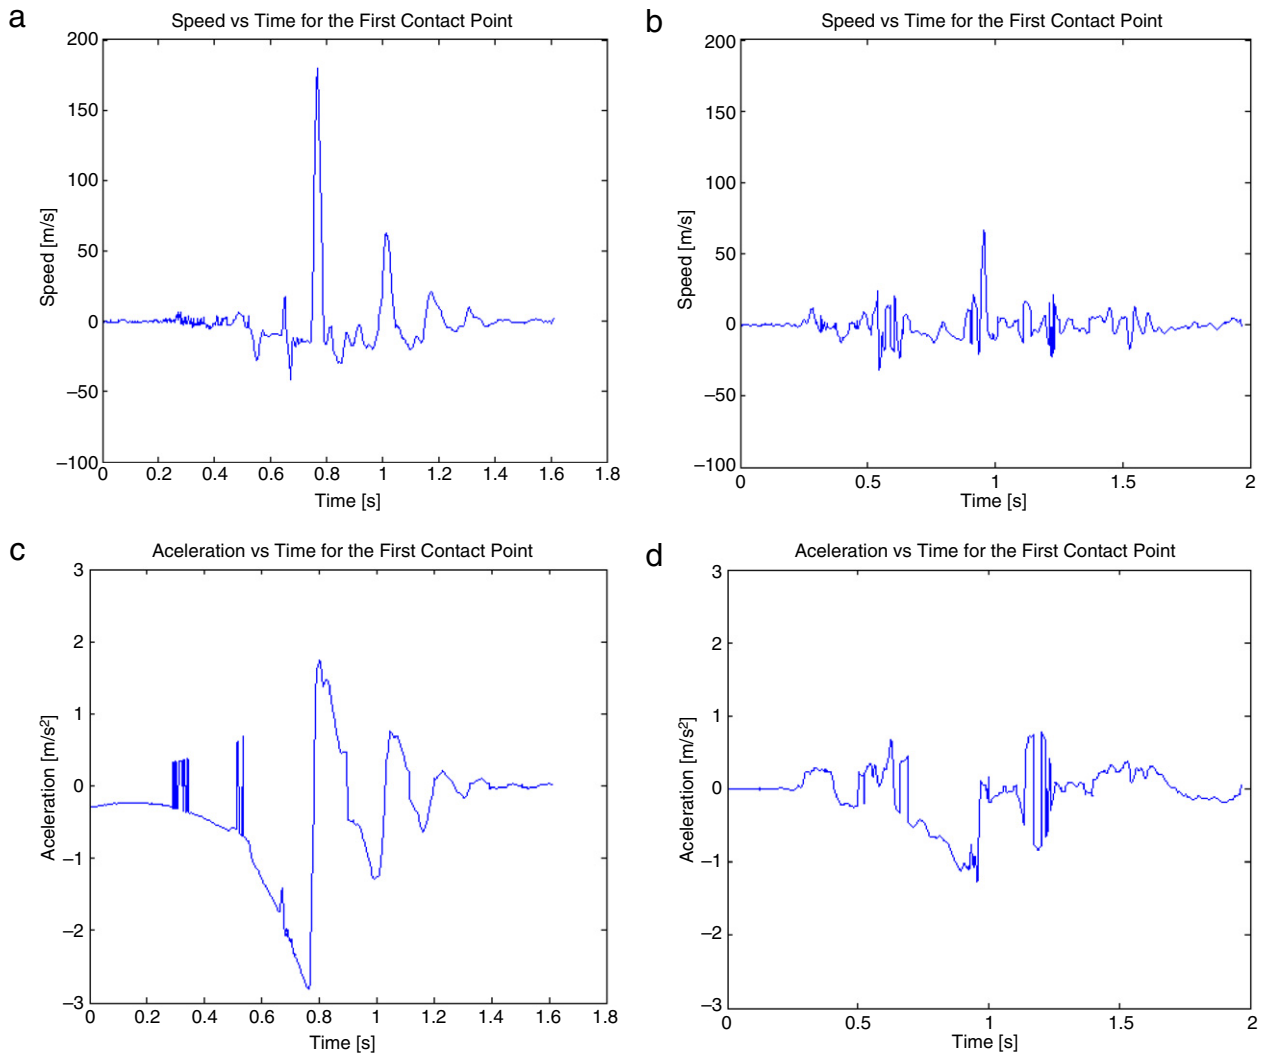 a
Speed vs Time for the First Contact Point
200
150
100
50
0
–50
–100
Speed [m/s]
0 0.2 0.4 0.6 0.8 1 1.2 1.4 1.6 1.8
Time [s]
b
Speed vs Time for the First Contact Point
200
150
100
50
0
–50
–100
Speed [m/s]
0 0.5 1 1.5 2
Time [s]
c
Aceleration vs Time for the First Contact Point
3
2
1
0
–1
–2
–3
Aceleration [m/s²]
0 0.2 0.4 0.6 0.8 1 1.2 1.4 1.6 1.8
Time [s]
d
Aceleration vs Time for the First Contact Point
3
2
1
0
–1
–2
–3
Aceleration [m/s²]
0 0.5 1 1.5 2
Time [s]